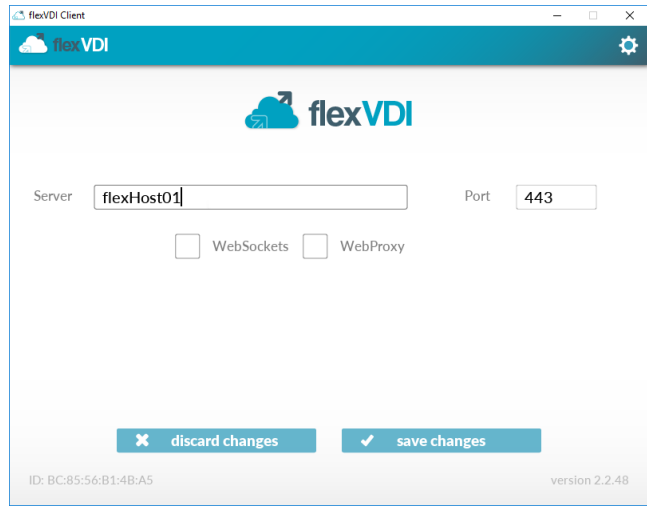 flexVDI Client
flexVDI
flexVDI
Server flexHost01 Port 443
WebSockets WebProxy
discard changes save changes
ID: BC:85:56:B1:4B:A5 version 2.2.48